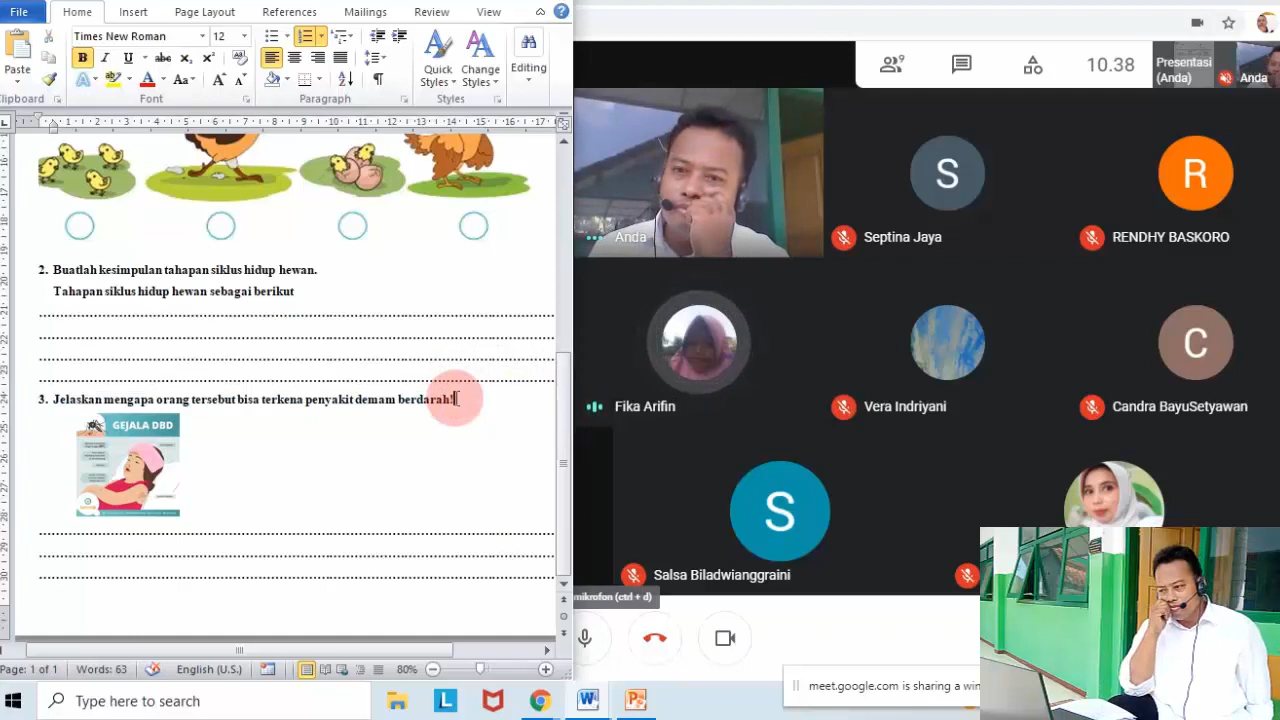 File Home Insert Page Layout References Mailings Review View
Times New Roman 12
Paste
Quick Styles
Change Styles
Editing
Clipboard Font Paragraph Styles
2. Buatlah kesimpulan tahapan siklus hidup hewan.
Tahapan siklus hidup hewan sebagai berikut
3. Jelaskan mengapa orang tersebut bisa terkena penyakit demam berdarah!
GEJALA DBD
Page: 1 of 1 Words: 63 English (U.S.) 80%
Type here to search
9 10.38
Presentasi (Anda)
Anda
Anda
S
Septina Jaya
R
RENDHY BASKORO
Fika Arifin
Vera Indriyani
C
Candra BayuSetyawan
S
Salsa Biladwianggraini
mikrofon (ctrl + d)
meet.google.com is sharing a win